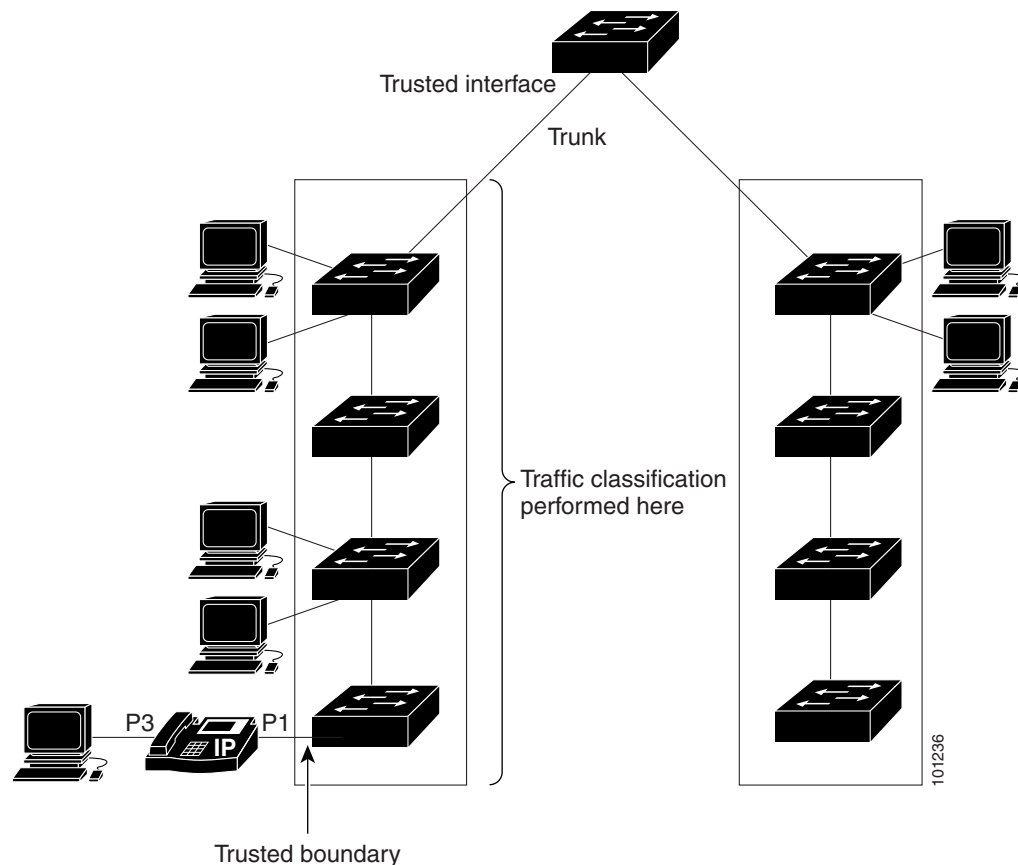 Trusted interface
Trunk
Traffic classification
performed here
P3
IP
P1
101236
Trusted boundary